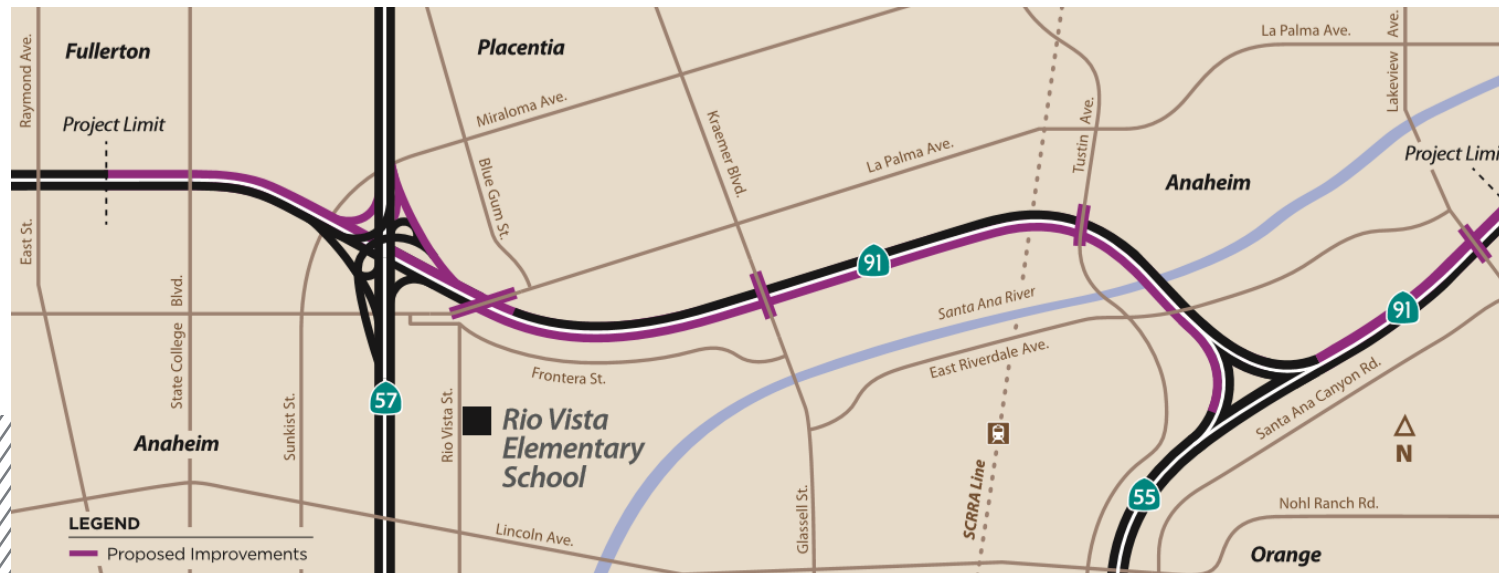 Fullerton
Placentia
Raymond Ave.
Project Limit
Miraloma Ave.
Blue Gum St.
Kraemer Blvd.
La Palma Ave.
La Palma Ave.
Lakeview Ave.
Tustin Ave.
Anaheim
Project Limi
East St.
State College Blvd.
Sunkist St.
91
Santa Ana River
East Riverdale Ave.
91
Frontera St.
57
Rio Vista St.
Rio Vista
Elementary
School
Anaheim
Santa Ana Canyon Rd.
N
SCRRA Line
Glassell St.
55
Nohl Ranch Rd.
Lincoln Ave.
Orange
LEGEND
Proposed Improvements